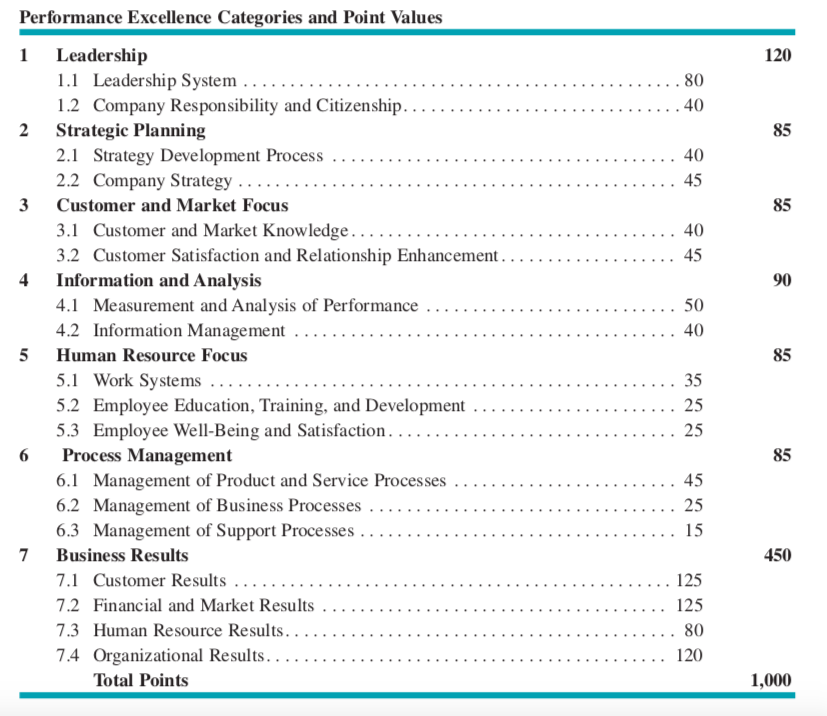 Performance Excellence Categories and Point Values
1 Leadership 120
1.1 Leadership System 80
1.2 Company Responsibility and Citizenship 40
2 Strategic Planning 85
2.1 Strategy Development Process 40
2.2 Company Strategy 45
3 Customer and Market Focus 85
3.1 Customer and Market Knowledge 40
3.2 Customer Satisfaction and Relationship Enhancement 45
4 Information and Analysis 90
4.1 Measurement and Analysis of Performance 50
4.2 Information Management 40
5 Human Resource Focus 85
5.1 Work Systems 35
5.2 Employee Education, Training, and Development 25
5.3 Employee Well-Being and Satisfaction 25
6 Process Management 85
6.1 Management of Product and Service Processes 45
6.2 Management of Business Processes 25
6.3 Management of Support Processes 15
7 Business Results 450
7.1 Customer Results 125
7.2 Financial and Market Results 125
7.3 Human Resource Results 80
7.4 Organizational Results 120
Total Points 1,000